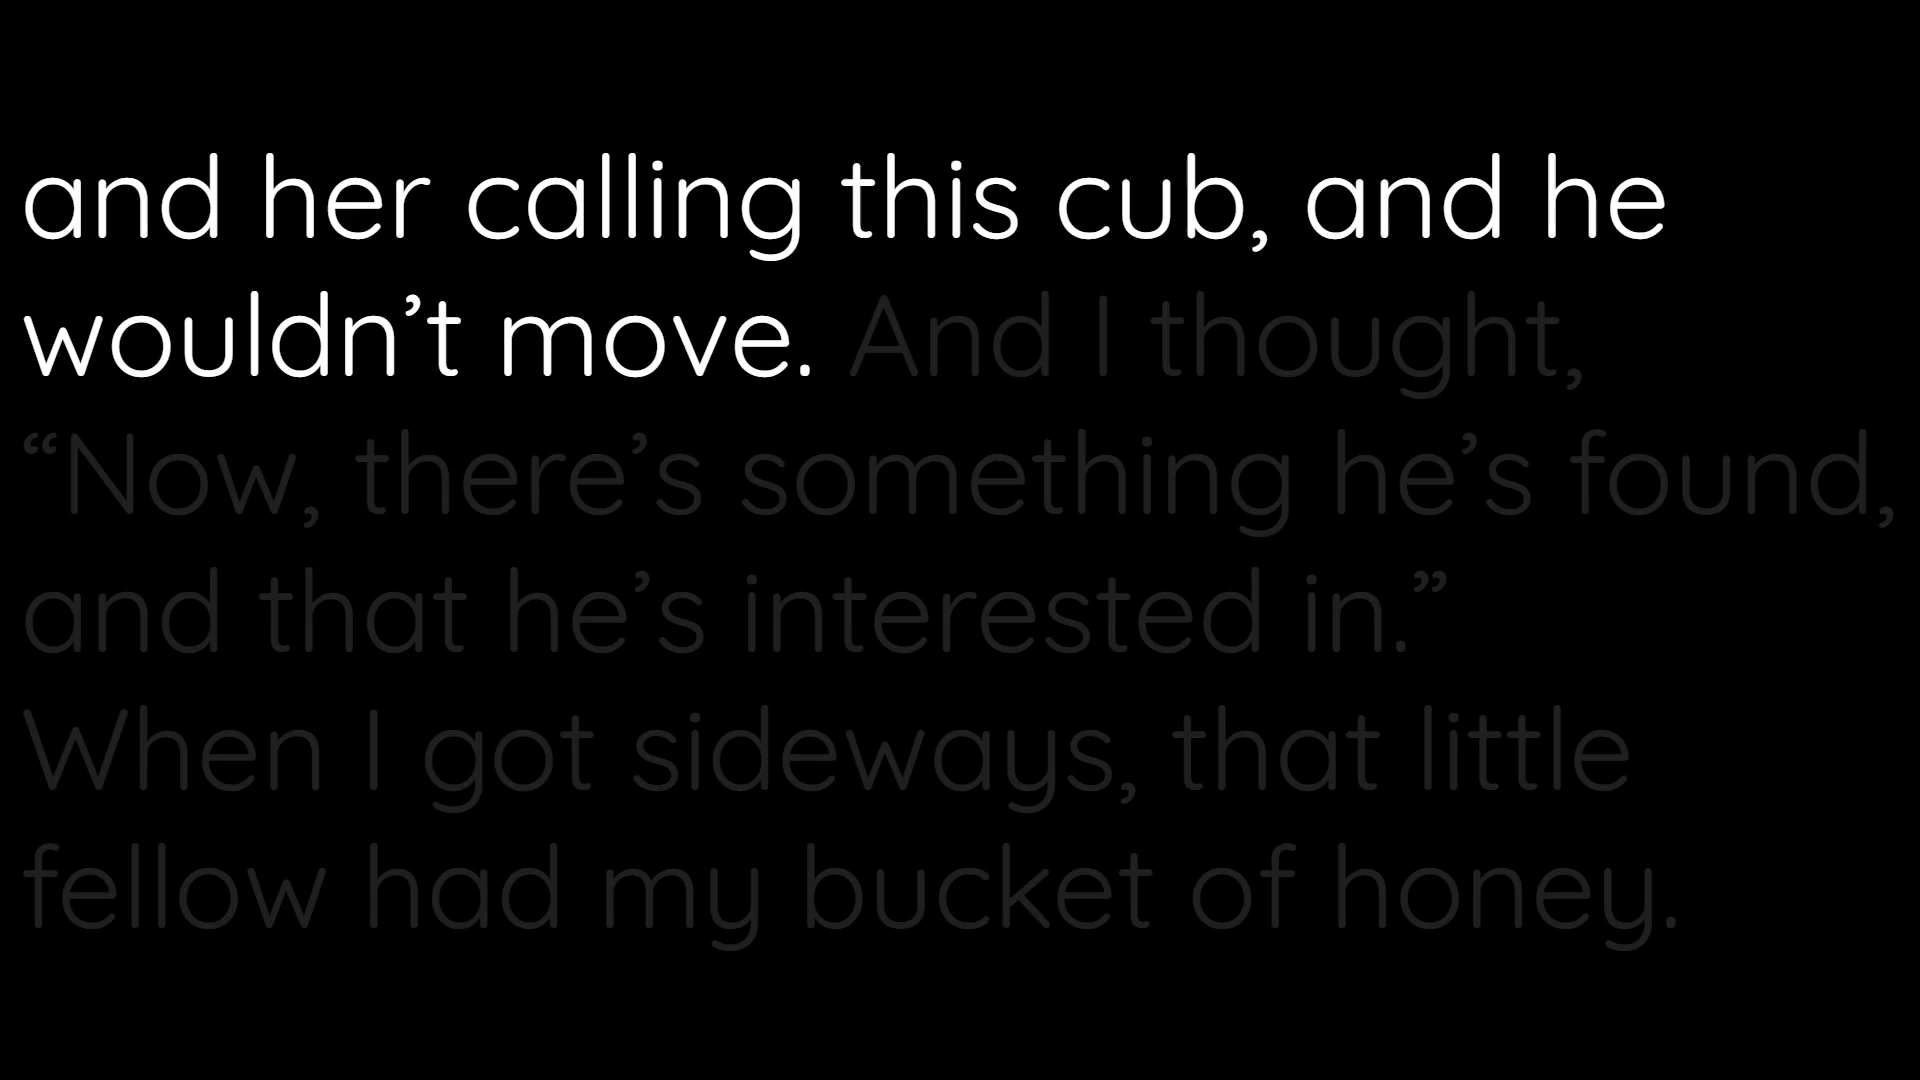 and her calling this cub, and he
wouldn’t move. And I thought,
“Now, there’s something he’s found,
and that he’s interested in.”
When I got sideways, that little
fellow had my bucket of honey.